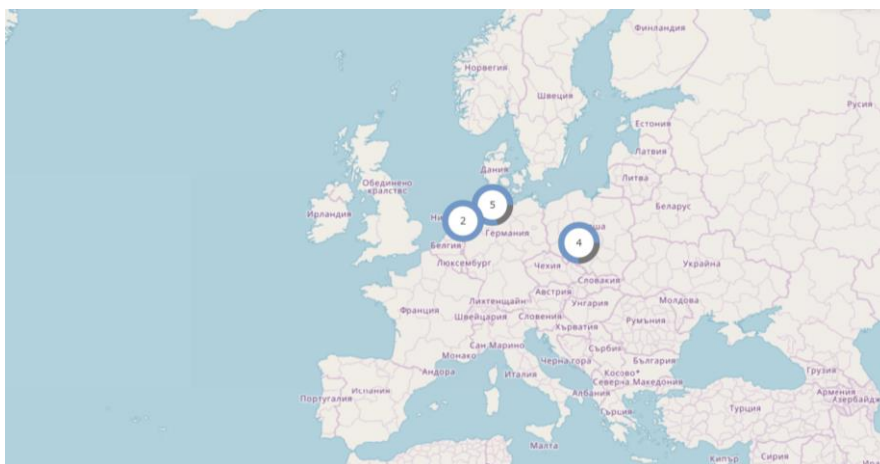 Финландия
Норвегия
Швеция
Русия
Естония
Латвия
Дания
Литва
Обединено
кралство
Беларус
5
Ирландия
2
Германия
4
Белгия
Люксембург
Чехия
Украйна
Словакия
Австрия
Лихтенщайн
Унгария
Молдова
Франция
Швейцария
Словения
Румъния
Хърватия
Сан Марино
Сърбия
Монако
Черна гора
България
Андора
Италия
Косово*
Грузия
Северна Македония
Испания
Албания
Армения
Португалия
Азербайдж
Гърция
Турция
Малта
Кипър
Сирия